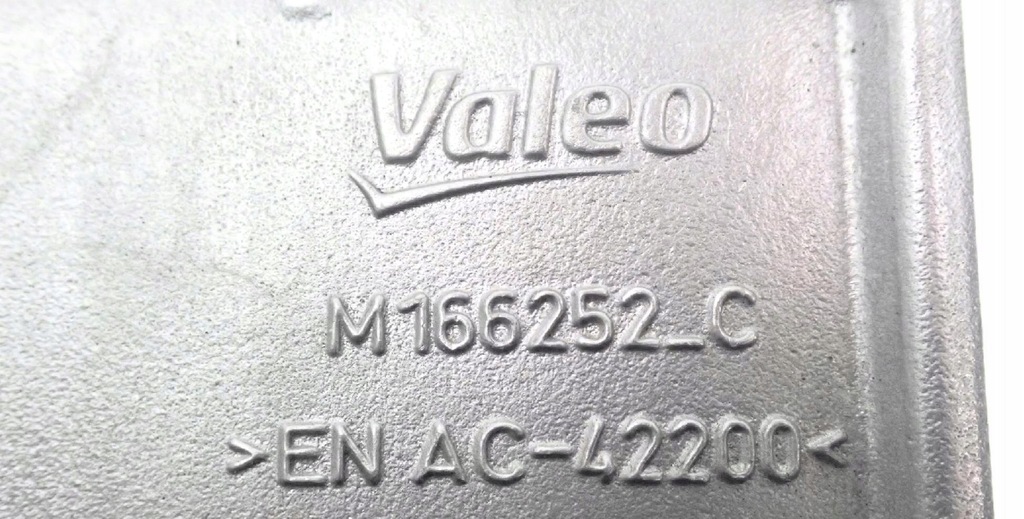 Valeo
M166252_C
>EN AC-42200<